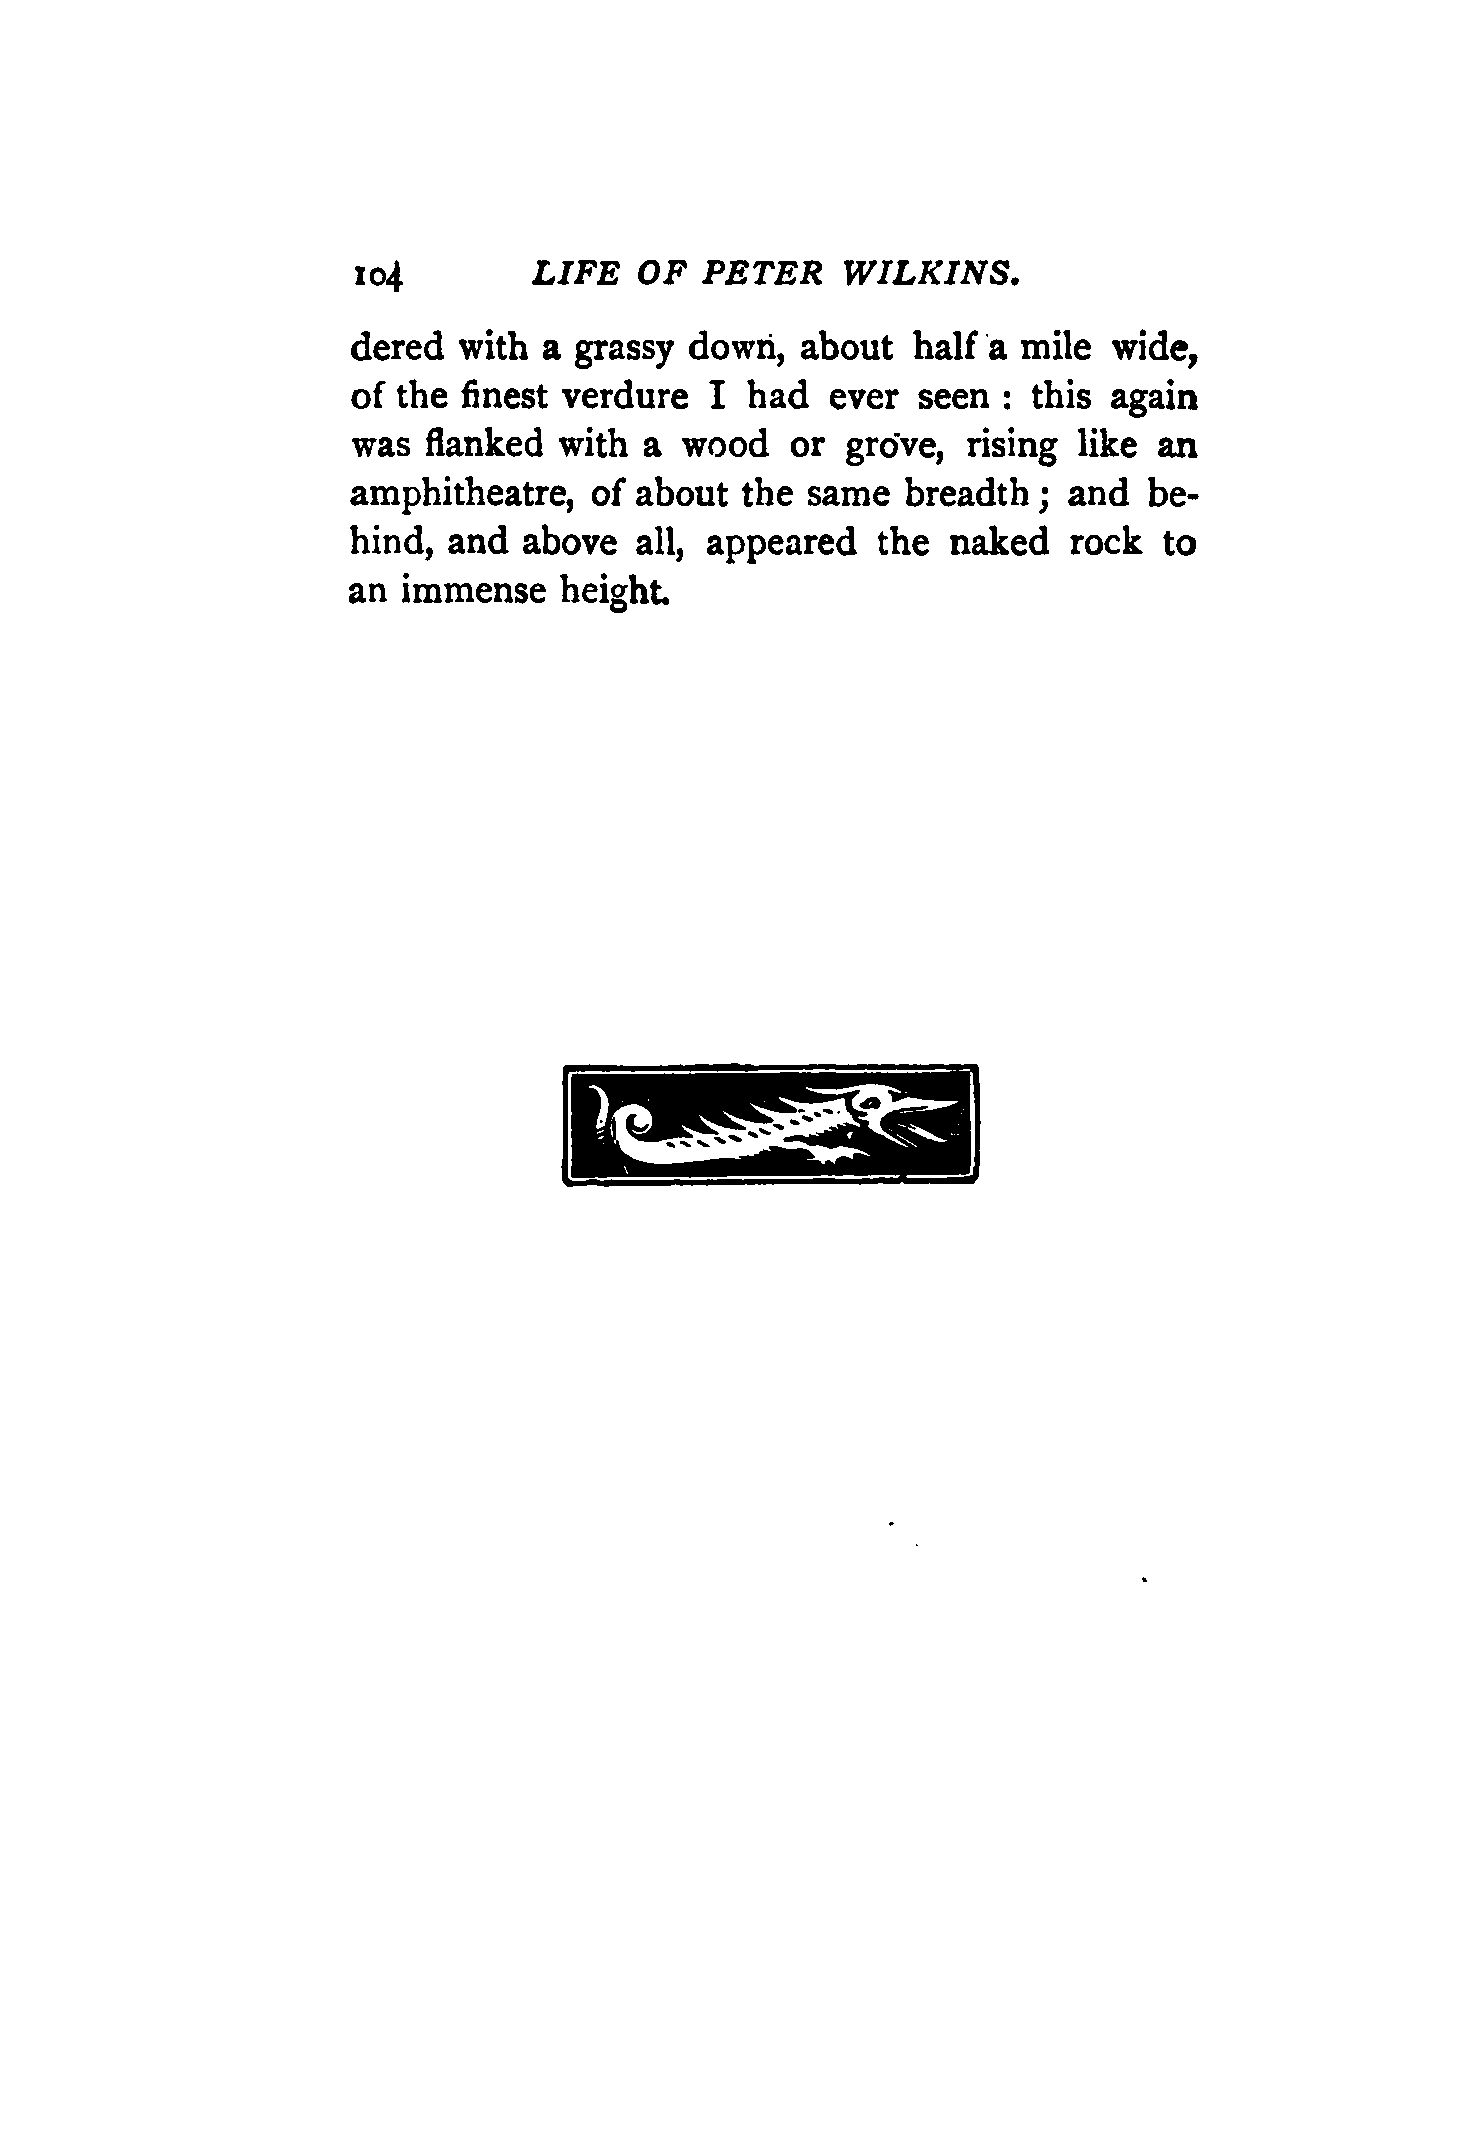 104 LIFE OF PETER WILKINS.
dered with a grassy down, about half a mile wide,
of the finest verdure I had ever seen : this again
was flanked with a wood or grove, rising like an
amphitheatre, of about the same breadth ; and be-
hind, and above all, appeared the naked rock to
an immense height.